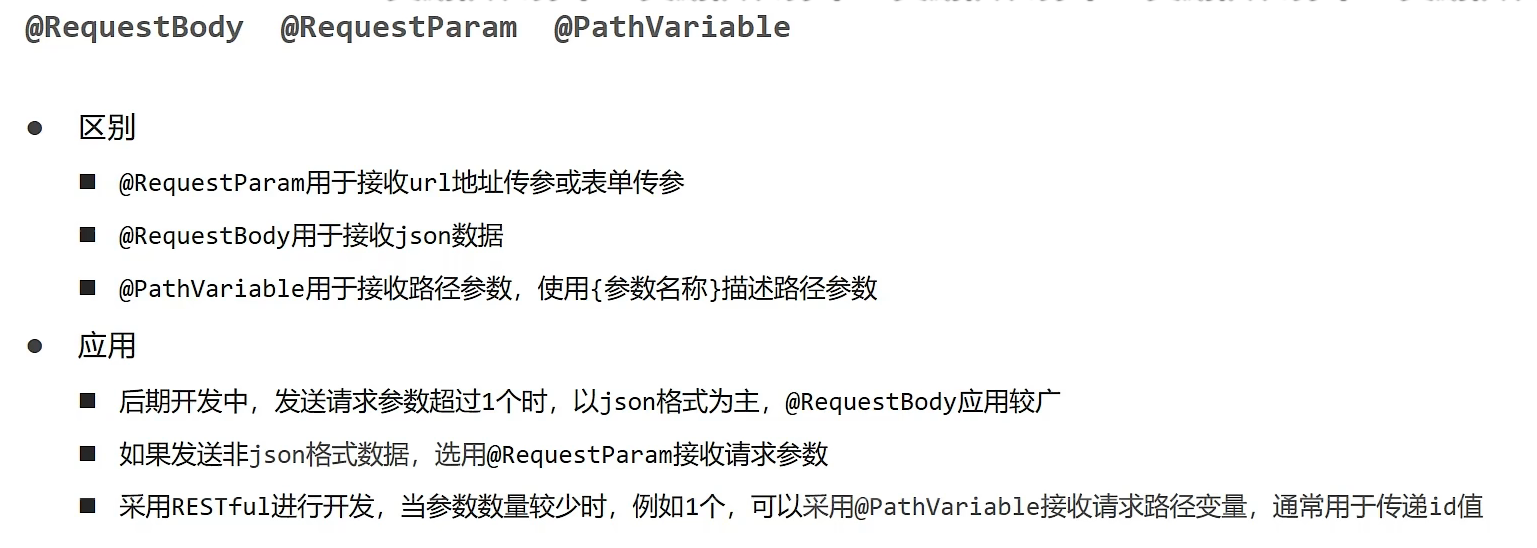 @RequestBody @RequestParam @PathVariable
● 区别
■ @RequestParam用于接收url地址传参或表单传参
■ @RequestBody用于接收json数据
■ @PathVariable用于接收路径参数，使用{参数名称}描述路径参数
● 应用
■ 后期开发中，发送请求参数超过1个时，以json格式为主，@RequestBody应用较广
■ 如果发送非json格式数据，选用@RequestParam接收请求参数
■ 采用RESTful进行开发，当参数数量较少时，例如1个，可以采用@PathVariable接收请求路径变量，通常用于传递id值